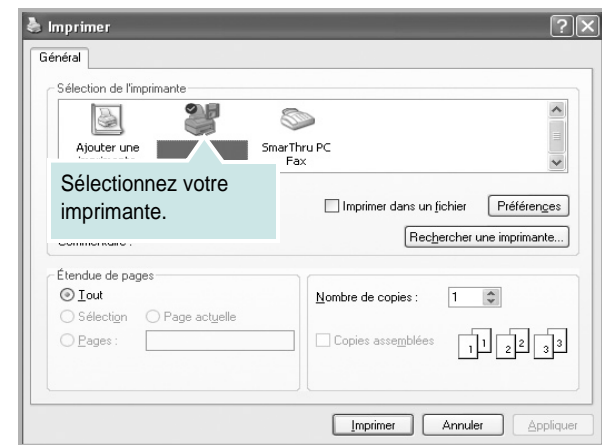 Imprimer
Général
Sélection de l'imprimante
Ajouter une
SmarThru PC
Fax
Sélectionnez votre
imprimante.
Imprimer dans un fichier
Préférences
Rechercher une imprimante...
Étendue de pages
Tout
Sélection
Page actuelle
Pages :
Nombre de copies :
1
Copies assemblées
1 1 2 2 3 3
Imprimer
Annuler
Appliquer